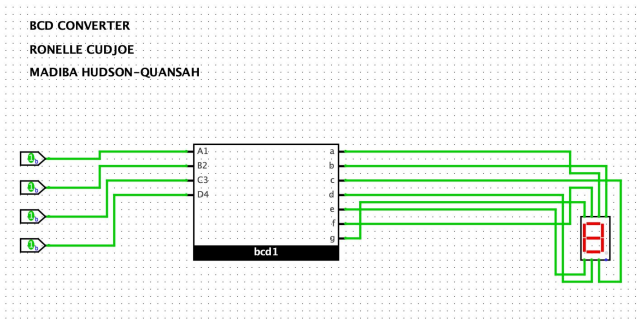 BCD CONVERTER
RONELLE CUDJOE
MADIBA HUDSON-QUANSAH
A1 a
B2 b
C3 c
D4 d
e
f
g
bcd1